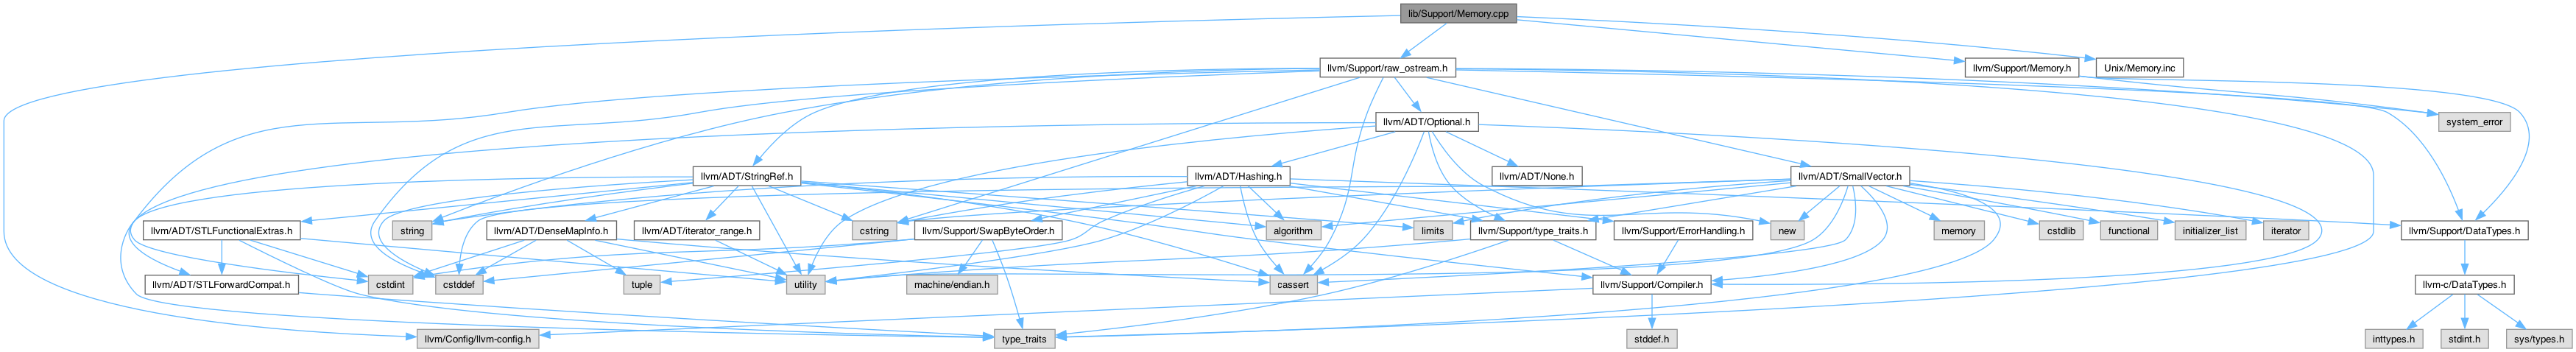 lib/Support/Memory.cpp
llvm/Support/raw_ostream.h
llvm/Support/Memory.h
Unix/Memory.inc
llvm/ADT/Optional.h
system_error
llvm/ADT/StringRef.h
llvm/ADT/Hashing.h
llvm/ADT/None.h
llvm/ADT/SmallVector.h
llvm/ADT/STLFunctionalExtras.h
string
llvm/ADT/DenseMapInfo.h
llvm/ADT/iterator_range.h
cstring
llvm/Support/SwapByteOrder.h
algorithm
limits
llvm/Support/type_traits.h
llvm/Support/ErrorHandling.h
new
memory
cstdlib
functional
initializer_list
iterator
llvm/Support/DataTypes.h
llvm/ADT/STLForwardCompat.h
cstdint
cstddef
tuple
utility
machine/endian.h
cassert
llvm/Support/Compiler.h
llvm-c/DataTypes.h
llvm/Config/llvm-config.h
type_traits
stddef.h
inttypes.h
stdint.h
sys/types.h